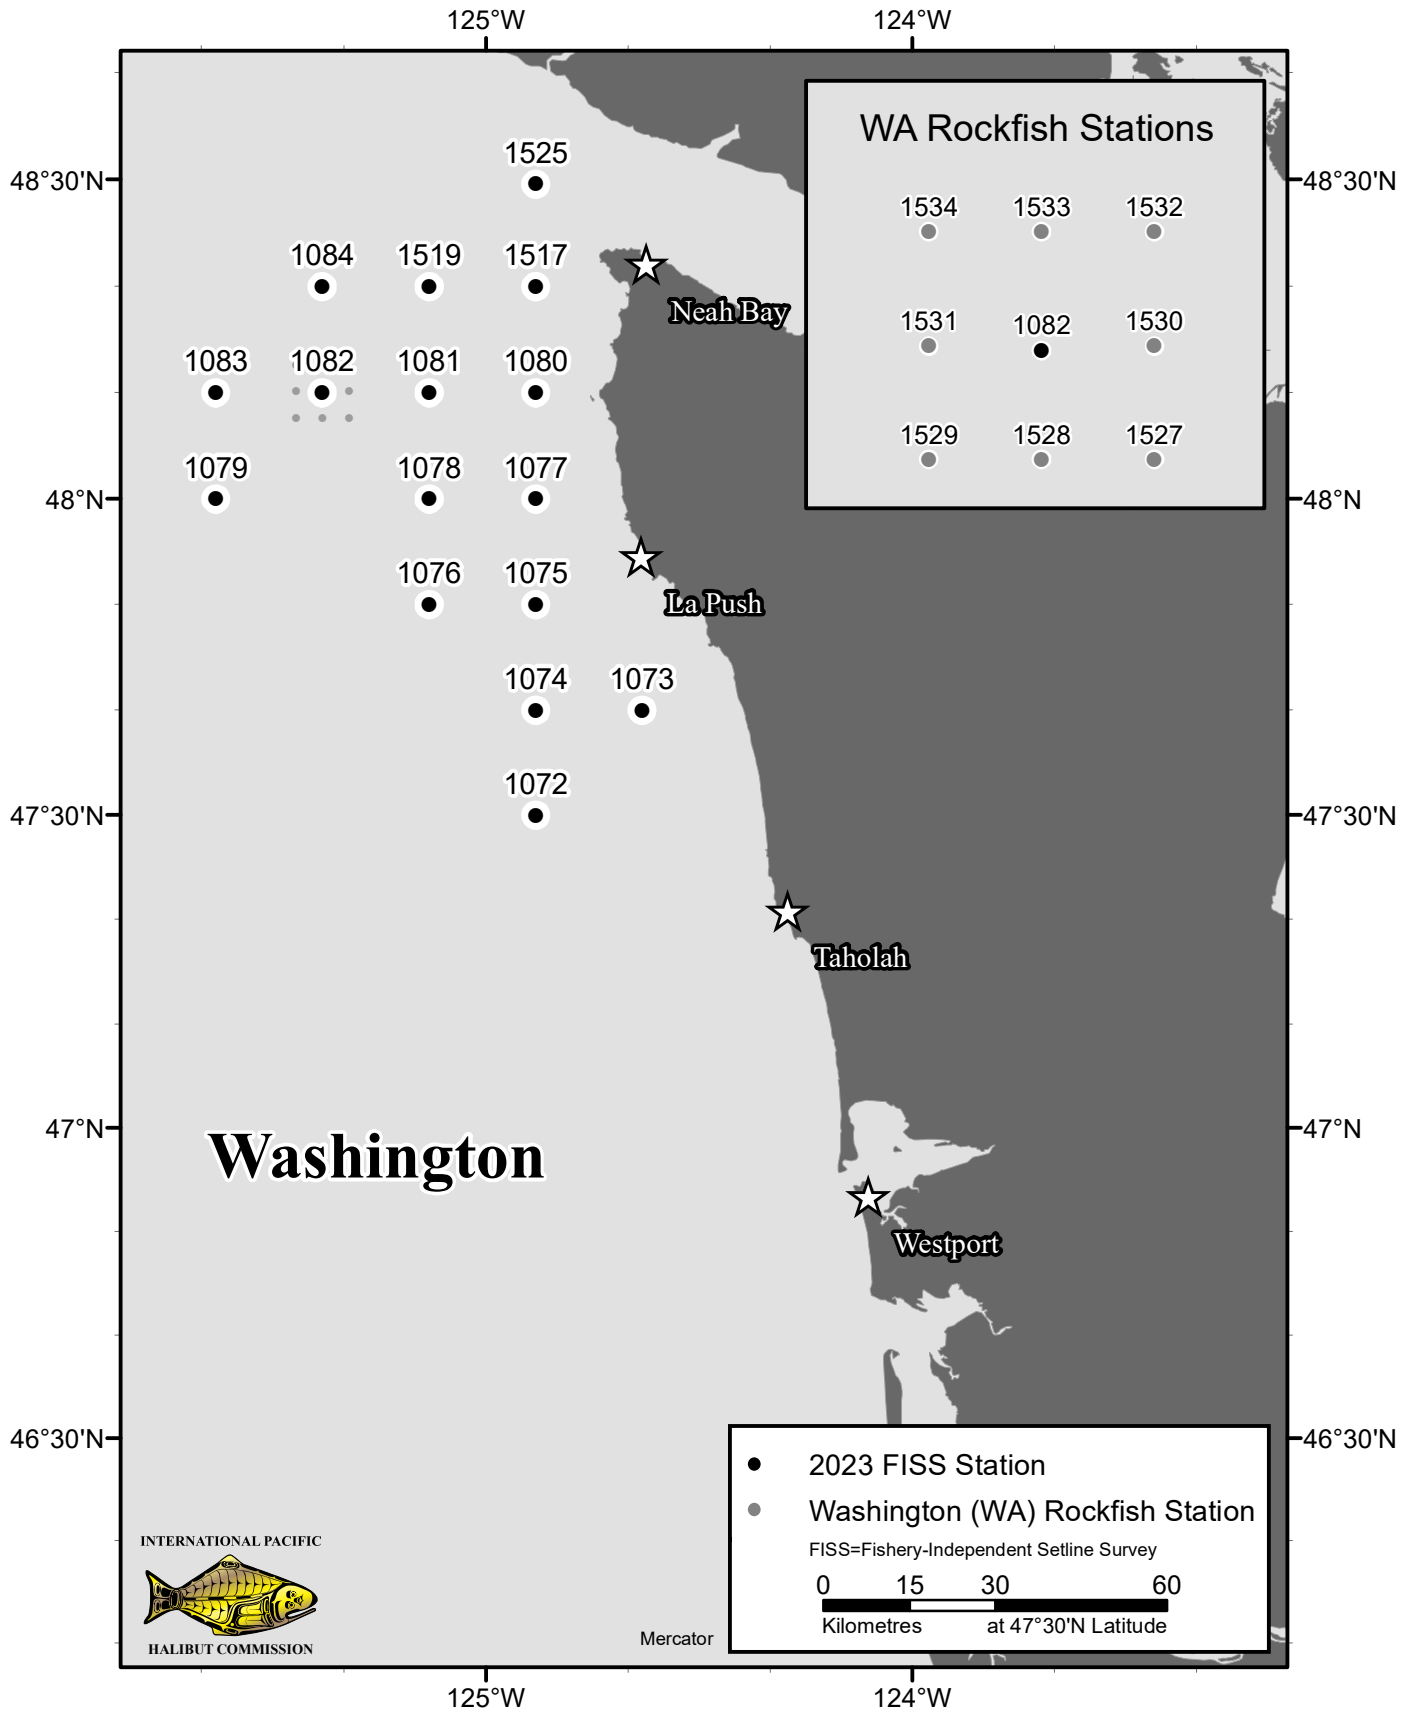 125°W 124°W
WA Rockfish Stations
1525
48°30'N 48°30'N
1534 1533 1532
1084 1519 1517
Neah Bay
1531 1082 1530
1083 1082 1081 1080
1529 1528 1527
1079 1078 1077
48°N 48°N
1076 1075
La Push
1074 1073
1072
47°30'N 47°30'N
Taholah
47°N 47°N
Washington
Westport
46°30'N 46°30'N
2023 FISS Station
Washington (WA) Rockfish Station
FISS=Fishery-Independent Setline Survey
0 15 30 60
Kilometres at 47°30'N Latitude
INTERNATIONAL PACIFIC
HALIBUT COMMISSION
Mercator
125°W 124°W